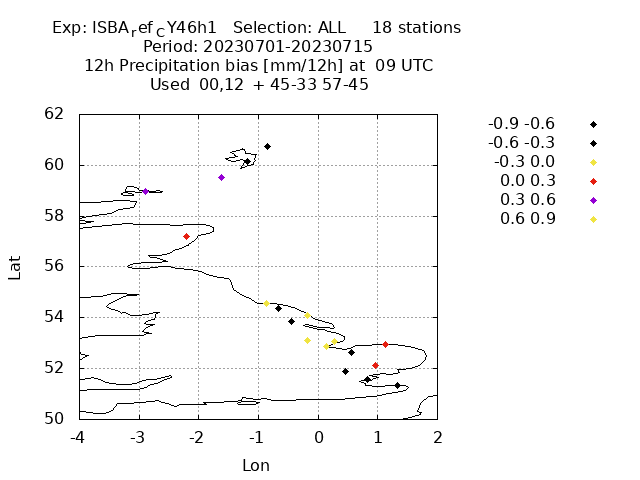 Exp: ISBA_ref_CY46h1   Selection: ALL     18 stations
Period: 20230701-20230715
12h Precipitation bias [mm/12h] at  09 UTC
Used  00,12  + 45-33 57-45
-0.9 -0.6
-0.6 -0.3
-0.3 0.0
0.0 0.3
0.3 0.6
0.6 0.9
Lat
62
60
58
56
54
52
50
-4 -3 -2 -1 0 1 2
Lon